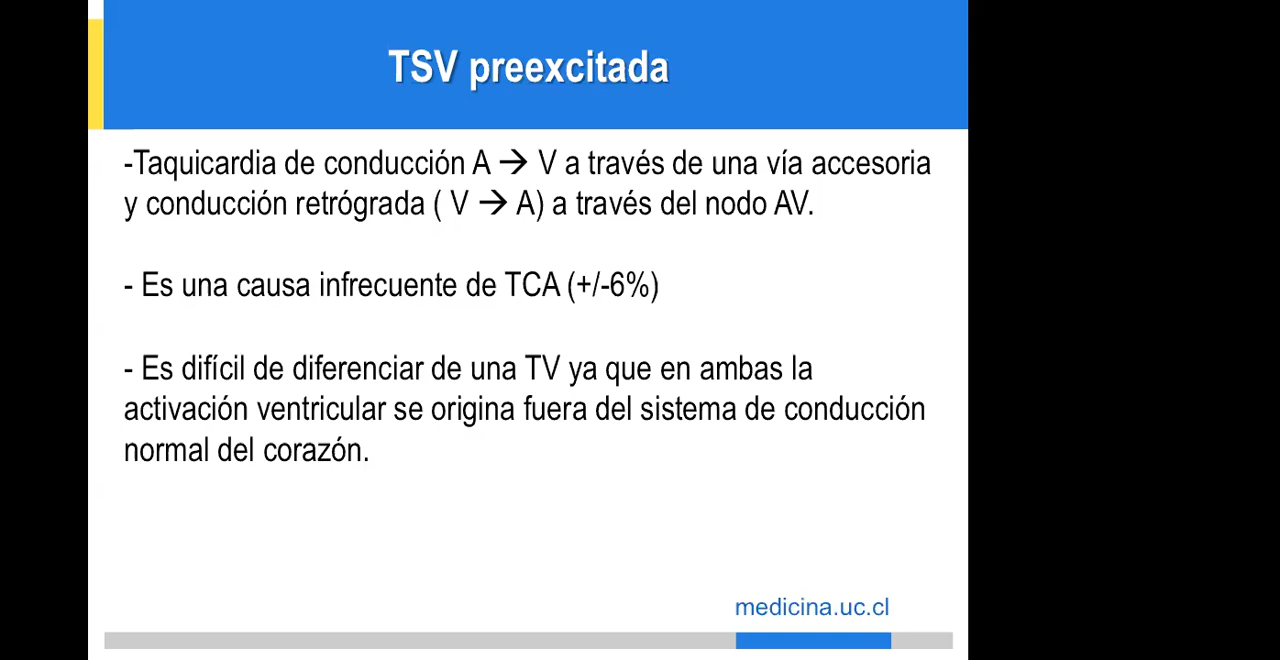 TSV preexcitada
-Taquicardia de conducción A → V a través de una vía accesoria
y conducción retrógrada ( V → A) a través del nodo AV.
- Es una causa infrecuente de TCA (+/-6%)
- Es difícil de diferenciar de una TV ya que en ambas la
activación ventricular se origina fuera del sistema de conducción
normal del corazón.
medicina.uc.cl